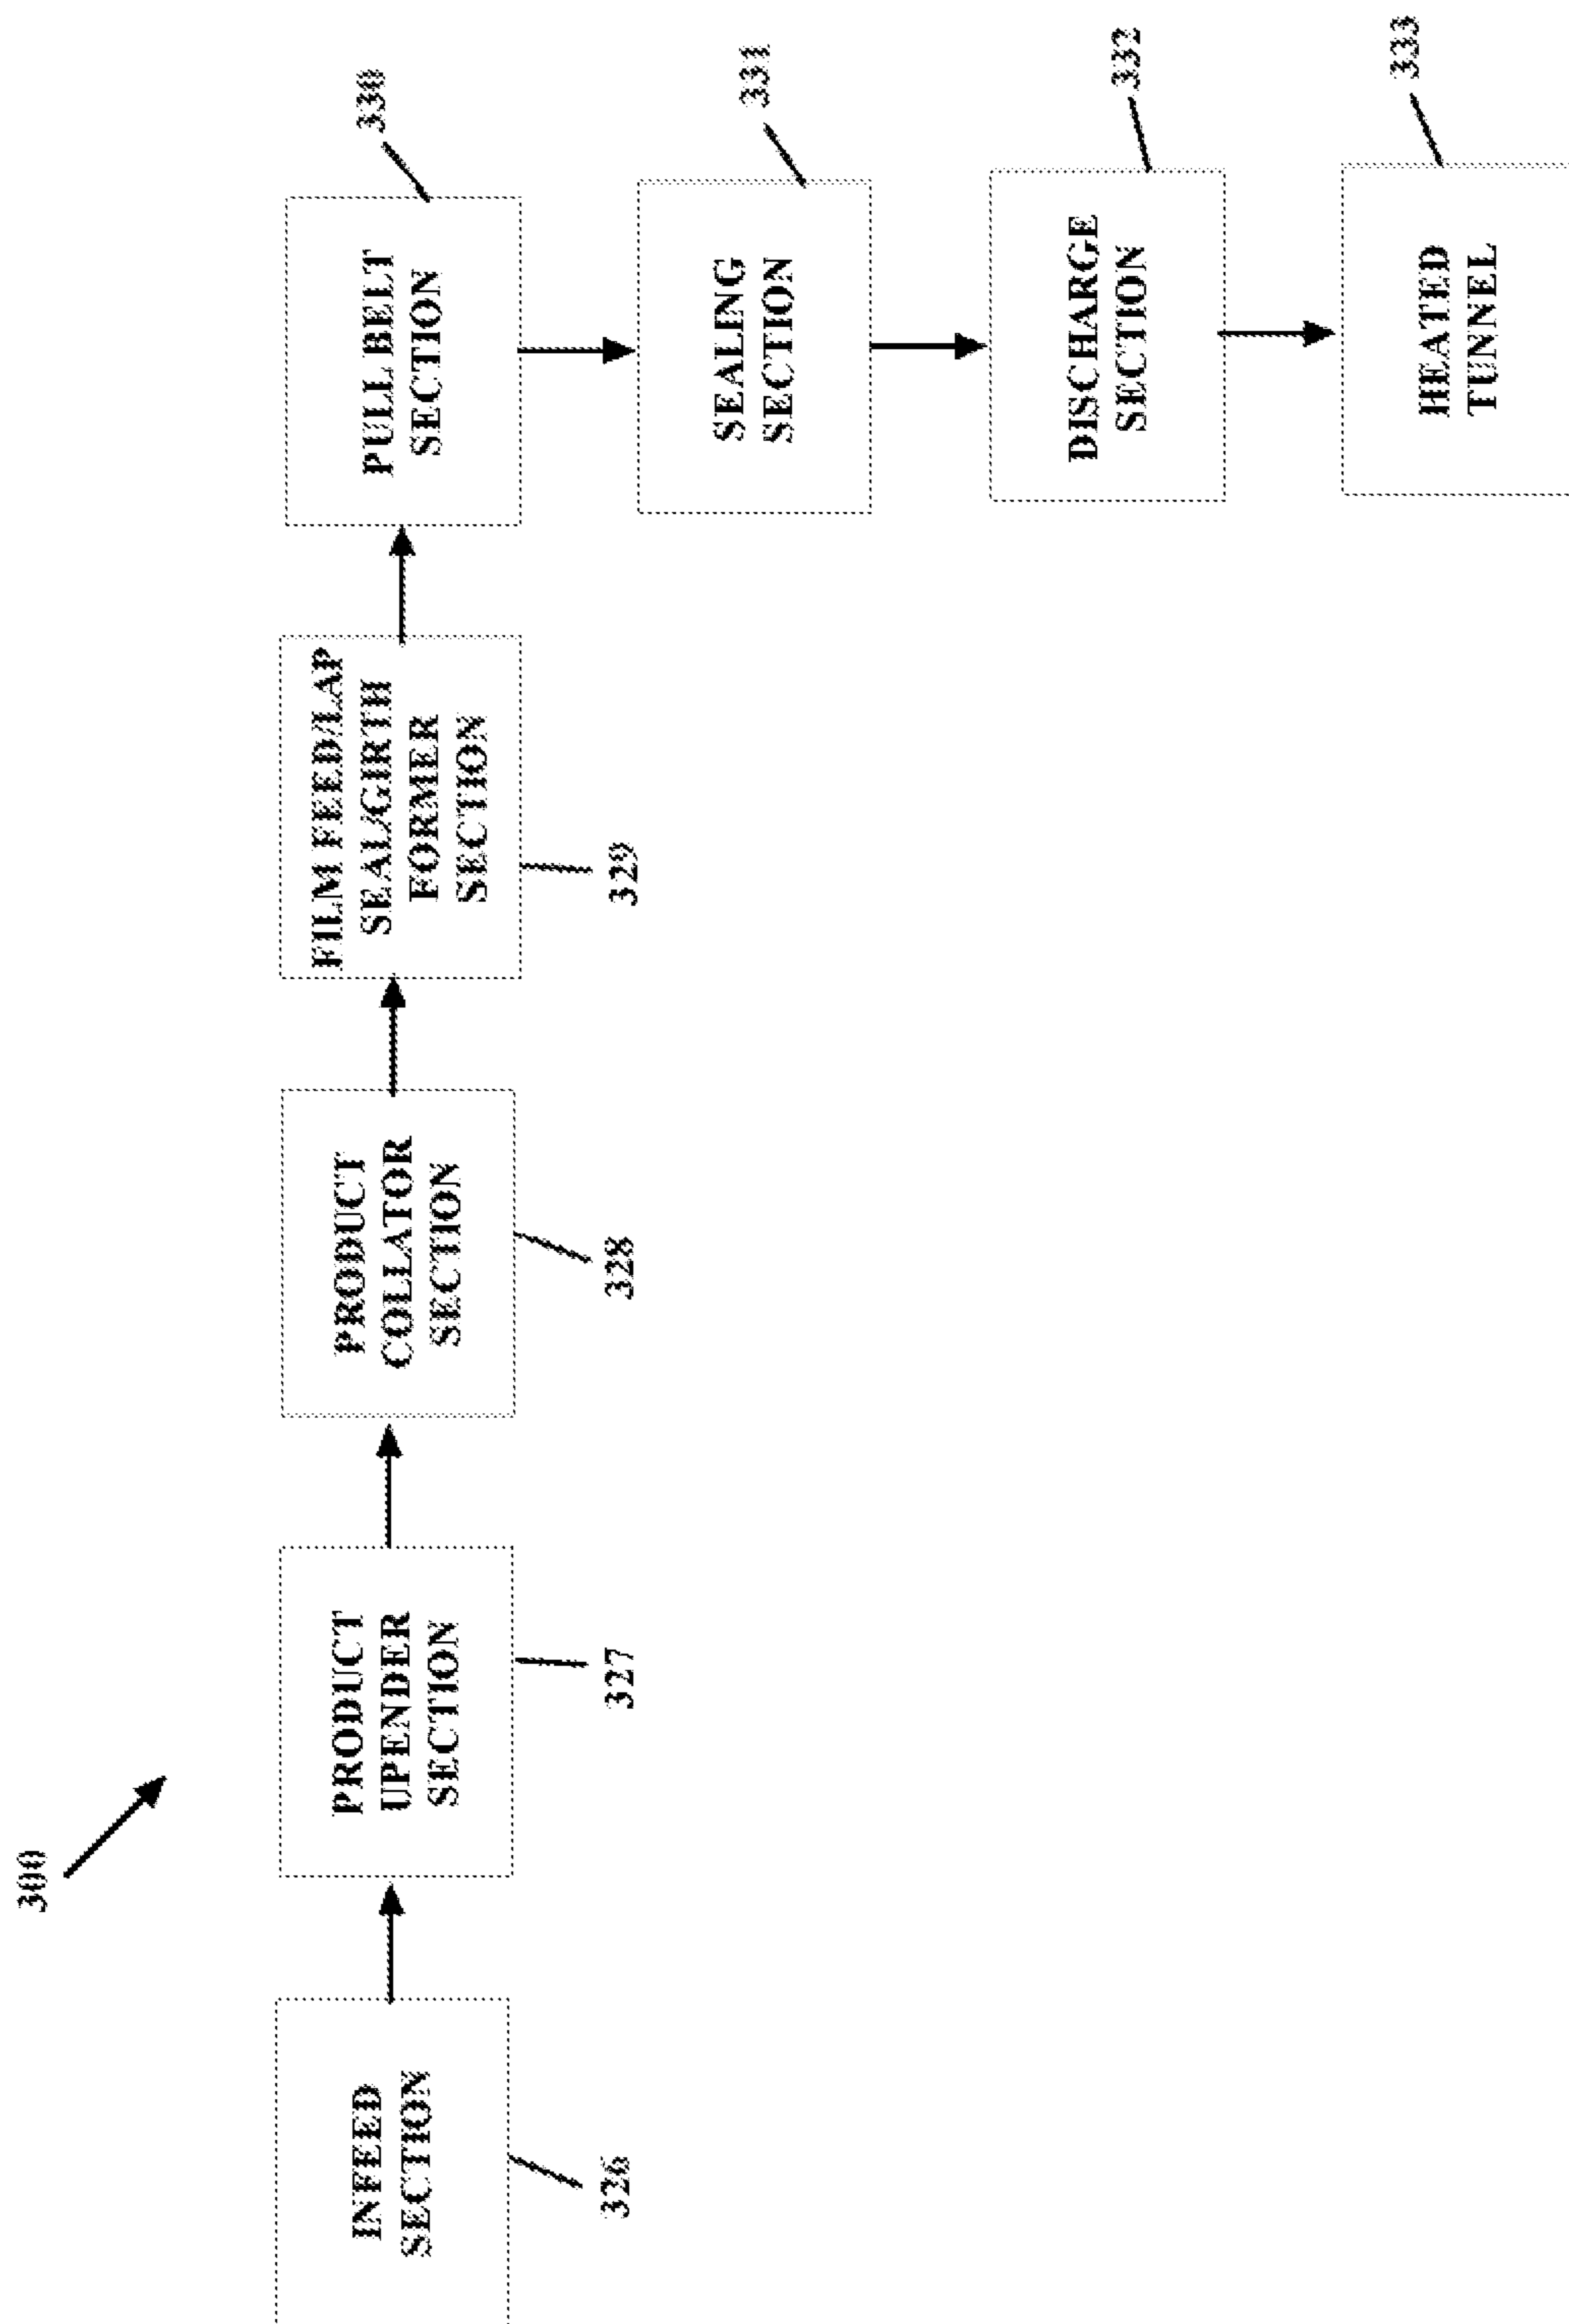 300
INFEED
SECTION
326
PRODUCT
UPENDER
SECTION
327
PRODUCT
COLLATOR
SECTION
328
FILM FEED/LAP
SEAL/GIRTH
FORMER
SECTION
329
PULL BELT
SECTION
330
SEALING
SECTION
331
DISCHARGE
SECTION
332
HEATED
TUNNEL
333